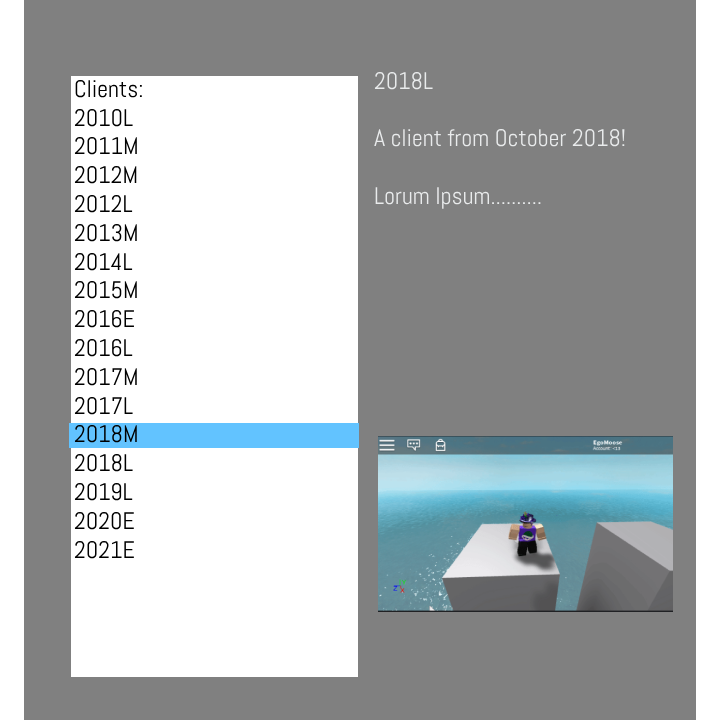 Clients:
2010L
2011M
2012M
2012L
2013M
2014L
2015M
2016E
2016L
2017M
2017L
2018M
2018L
2019L
2020E
2021E
2018L
A client from October 2018!
Lorum Ipsum..........
EgoMoose
Account: <13